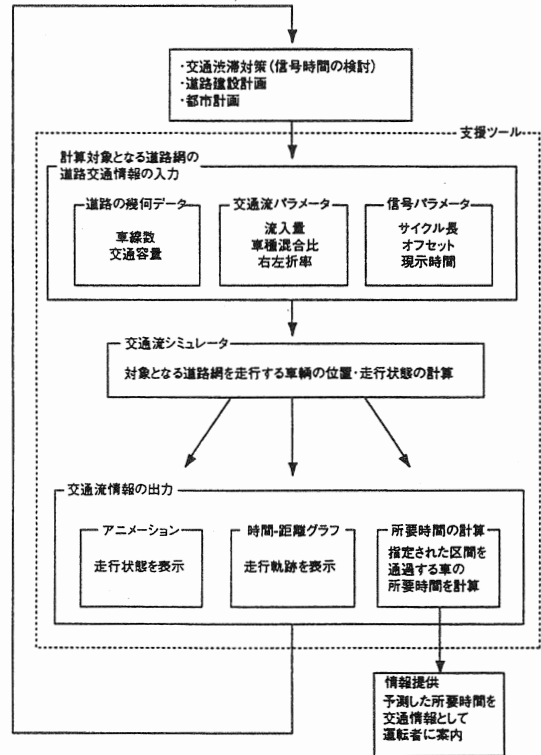 ・交通渋滞対策(信号時間の検討)
・道路建設計画
・都市計画
支援ツール
計算対象となる道路網の
道路交通情報の入力
道路の幾何データ
車線数
交通容量
交通流パラメータ
流入量
車種混合比
右左折率
信号パラメータ
サイクル長
オフセット
現示時間
交通流シミュレータ
対象となる道路網を走行する車輌の位置・走行状態の計算
交通流情報の出力
アニメーション
走行状態を表示
時間-距離グラフ
走行軌跡を表示
所要時間の計算
指定された区間を
通過する車の
所要時間を計算
情報提供
予測した所要時間を
交通情報として
運転者に案内